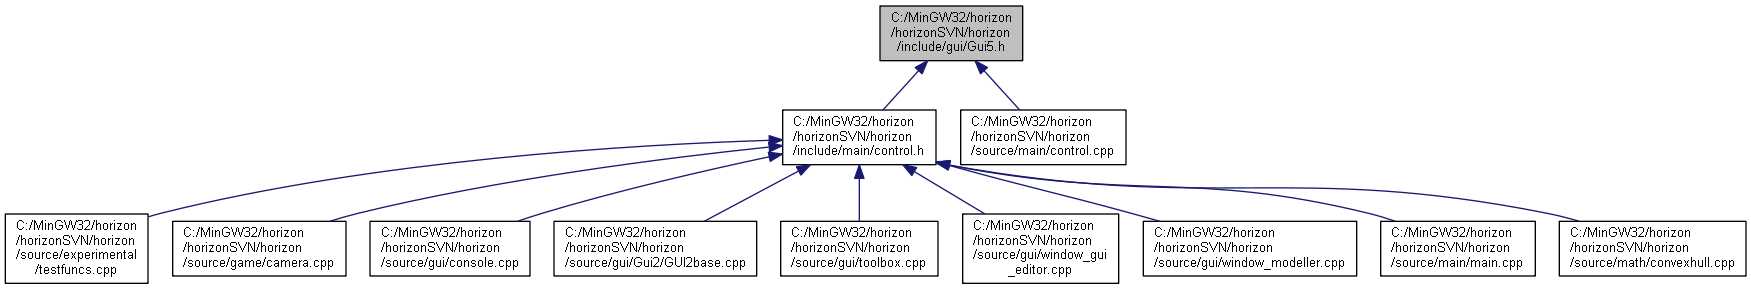 C:/MinGW32/horizon
/horizonSVN/horizon
/include/gui/Gui5.h
C:/MinGW32/horizon
/horizonSVN/horizon
/include/main/control.h
C:/MinGW32/horizon
/horizonSVN/horizon
/source/main/control.cpp
C:/MinGW32/horizon
/horizonSVN/horizon
/source/experimental
/testfuncs.cpp
C:/MinGW32/horizon
/horizonSVN/horizon
/source/game/camera.cpp
C:/MinGW32/horizon
/horizonSVN/horizon
/source/gui/console.cpp
C:/MinGW32/horizon
/horizonSVN/horizon
/source/gui/Gui2/GUI2base.cpp
C:/MinGW32/horizon
/horizonSVN/horizon
/source/gui/toolbox.cpp
C:/MinGW32/horizon
/horizonSVN/horizon
/source/gui/window_gui
_editor.cpp
C:/MinGW32/horizon
/horizonSVN/horizon
/source/gui/window_modeller.cpp
C:/MinGW32/horizon
/horizonSVN/horizon
/source/main/main.cpp
C:/MinGW32/horizon
/horizonSVN/horizon
/source/math/convexhull.cpp